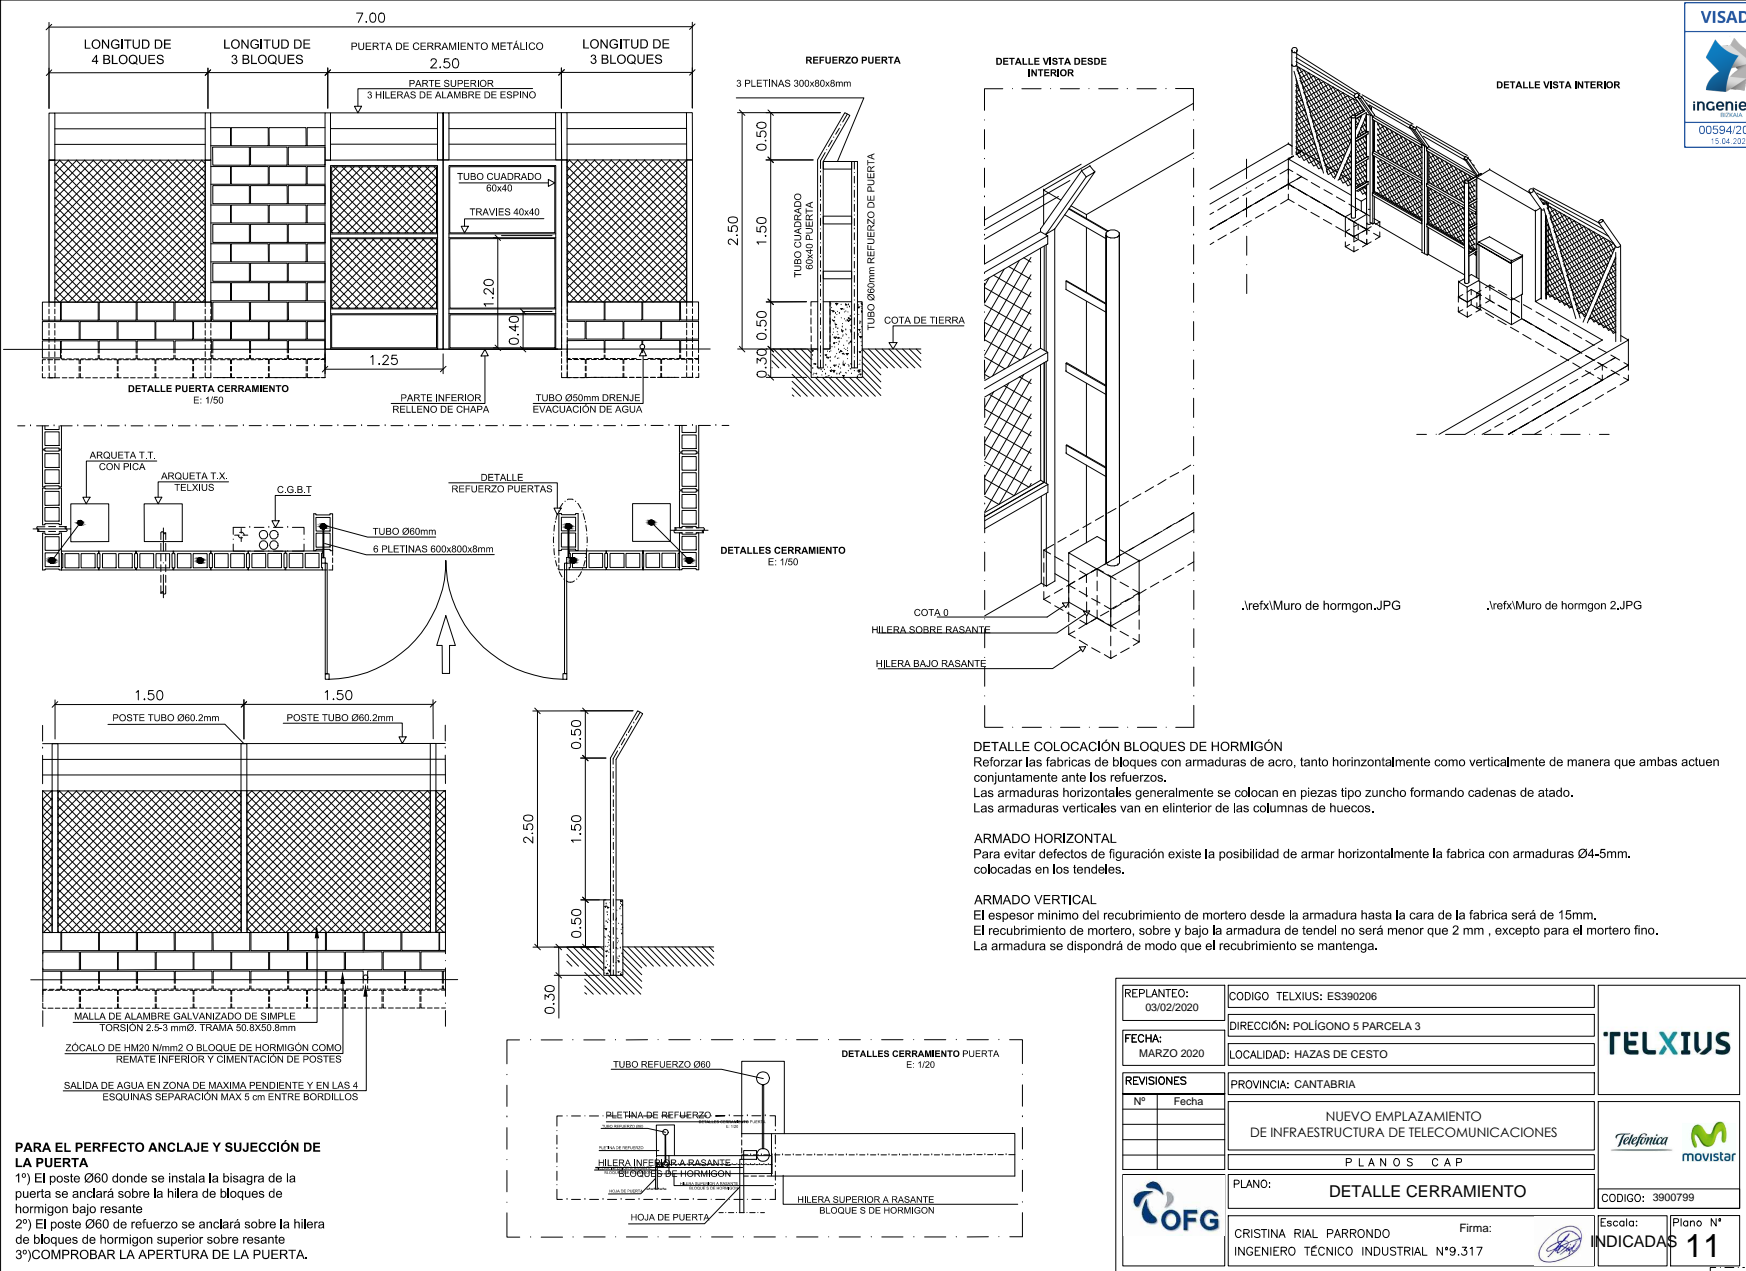 7.00
LONGITUD DE
4 BLOQUES
LONGITUD DE
3 BLOQUES
PUERTA DE CERRAMIENTO METÁLICO
2.50
LONGITUD DE
3 BLOQUES
PARTE SUPERIOR
3 HILERAS DE ALAMBRE DE ESPINO
TUBO CUADRADO
60x40
TRAVIES 40x40
1.20
0.40
1.25
DETALLE PUERTA CERRAMIENTO
E: 1/50
PARTE INFERIOR
RELLENO DE CHAPA
TUBO Ø50mm DRENJE
EVACUACIÓN DE AGUA
REFUERZO PUERTA
3 PLETINAS 300x80x8mm
2.50
0.50
1.50
0.50
0.30
TUBO CUADRADO
60x40 PUERTA
TUBO Ø60mm REFUERZO DE PUERTA
COTA DE TIERRA
DETALLE VISTA DESDE
INTERIOR
COTA 0
HILERA SOBRE RASANTE
HILERA BAJO RASANTE
DETALLE VISTA INTERIOR
VISAD
ingenie
BIZKAIA
00594/20
15.04.202
.\refx\Muro de hormgon.JPG
.\refx\Muro de hormgon 2.JPG
ARQUETA T.T.
CON PICA
ARQUETA T.X.
TELXIUS
C.G.B.T
DETALLE
REFUERZO PUERTAS
TUBO Ø60mm
6 PLETINAS 600x800x8mm
DETALLES CERRAMIENTO
E: 1/50
1.50
1.50
POSTE TUBO Ø60.2mm
POSTE TUBO Ø60.2mm
MALLA DE ALAMBRE GALVANIZADO DE SIMPLE
TORSIÓN 2.5-3 mmØ. TRAMA 50.8X50.8mm
ZÓCALO DE HM20 N/mm2 O BLOQUE DE HORMIGÓN COMO
REMATE INFERIOR Y CIMENTACIÓN DE POSTES
SALIDA DE AGUA EN ZONA DE MAXIMA PENDIENTE Y EN LAS 4
ESQUINAS SEPARACIÓN MAX 5 cm ENTRE BORDILLOS
2.50
0.50
1.50
0.50
0.30
PARA EL PERFECTO ANCLAJE Y SUJECCIÓN DE
LA PUERTA
1º) El poste Ø60 donde se instala la bisagra de la
puerta se anclará sobre la hilera de bloques de
hormigon bajo resante
2º) El poste Ø60 de refuerzo se anclará sobre la hilera
de bloques de hormigon superior sobre resante
3º)COMPROBAR LA APERTURA DE LA PUERTA.
DETALLES CERRAMIENTO PUERTA
E: 1/20
TUBO REFUERZO Ø60
PLETINA DE REFUERZO
HILERA INFERIOR A RASANTE
BLOQUES DE HORMIGON
HOJA DE PUERTA
HILERA SUPERIOR A RASANTE
BLOQUE S DE HORMIGON
DETALLE COLOCACIÓN BLOQUES DE HORMIGÓN
Reforzar las fabricas de bloques con armaduras de acro, tanto horinzontalmente como verticalmente de manera que ambas actuen
conjuntamente ante los refuerzos.
Las armaduras horizontales generalmente se colocan en piezas tipo zuncho formando cadenas de atado.
Las armaduras verticales van en elinterior de las columnas de huecos.
ARMADO HORIZONTAL
Para evitar defectos de figuración existe la posibilidad de armar horizontalmente la fabrica con armaduras Ø4-5mm.
colocadas en los tendeles.
ARMADO VERTICAL
El espesor minimo del recubrimiento de mortero desde la armadura hasta la cara de la fabrica será de 15mm.
El recubrimiento de mortero, sobre y bajo la armadura de tendel no será menor que 2 mm , excepto para el mortero fino.
La armadura se dispondrá de modo que el recubrimiento se mantenga.
REPLANTEO:
03/02/2020
FECHA:
MARZO 2020
REVISIONES
Nº Fecha
CODIGO TELXIUS: ES390206
DIRECCIÓN: POLÍGONO 5 PARCELA 3
LOCALIDAD: HAZAS DE CESTO
PROVINCIA: CANTABRIA
NUEVO EMPLAZAMIENTO
DE INFRAESTRUCTURA DE TELECOMUNICACIONES
PLANOS CAP
PLANO:
DETALLE CERRAMIENTO
CRISTINA RIAL PARRONDO
INGENIERO TÉCNICO INDUSTRIAL Nº9.317
Firma:
TELXIUS
Telefónica
movistar
CODIGO: 3900799
Escala:
INDICADAS
Plano Nº
11
OFG